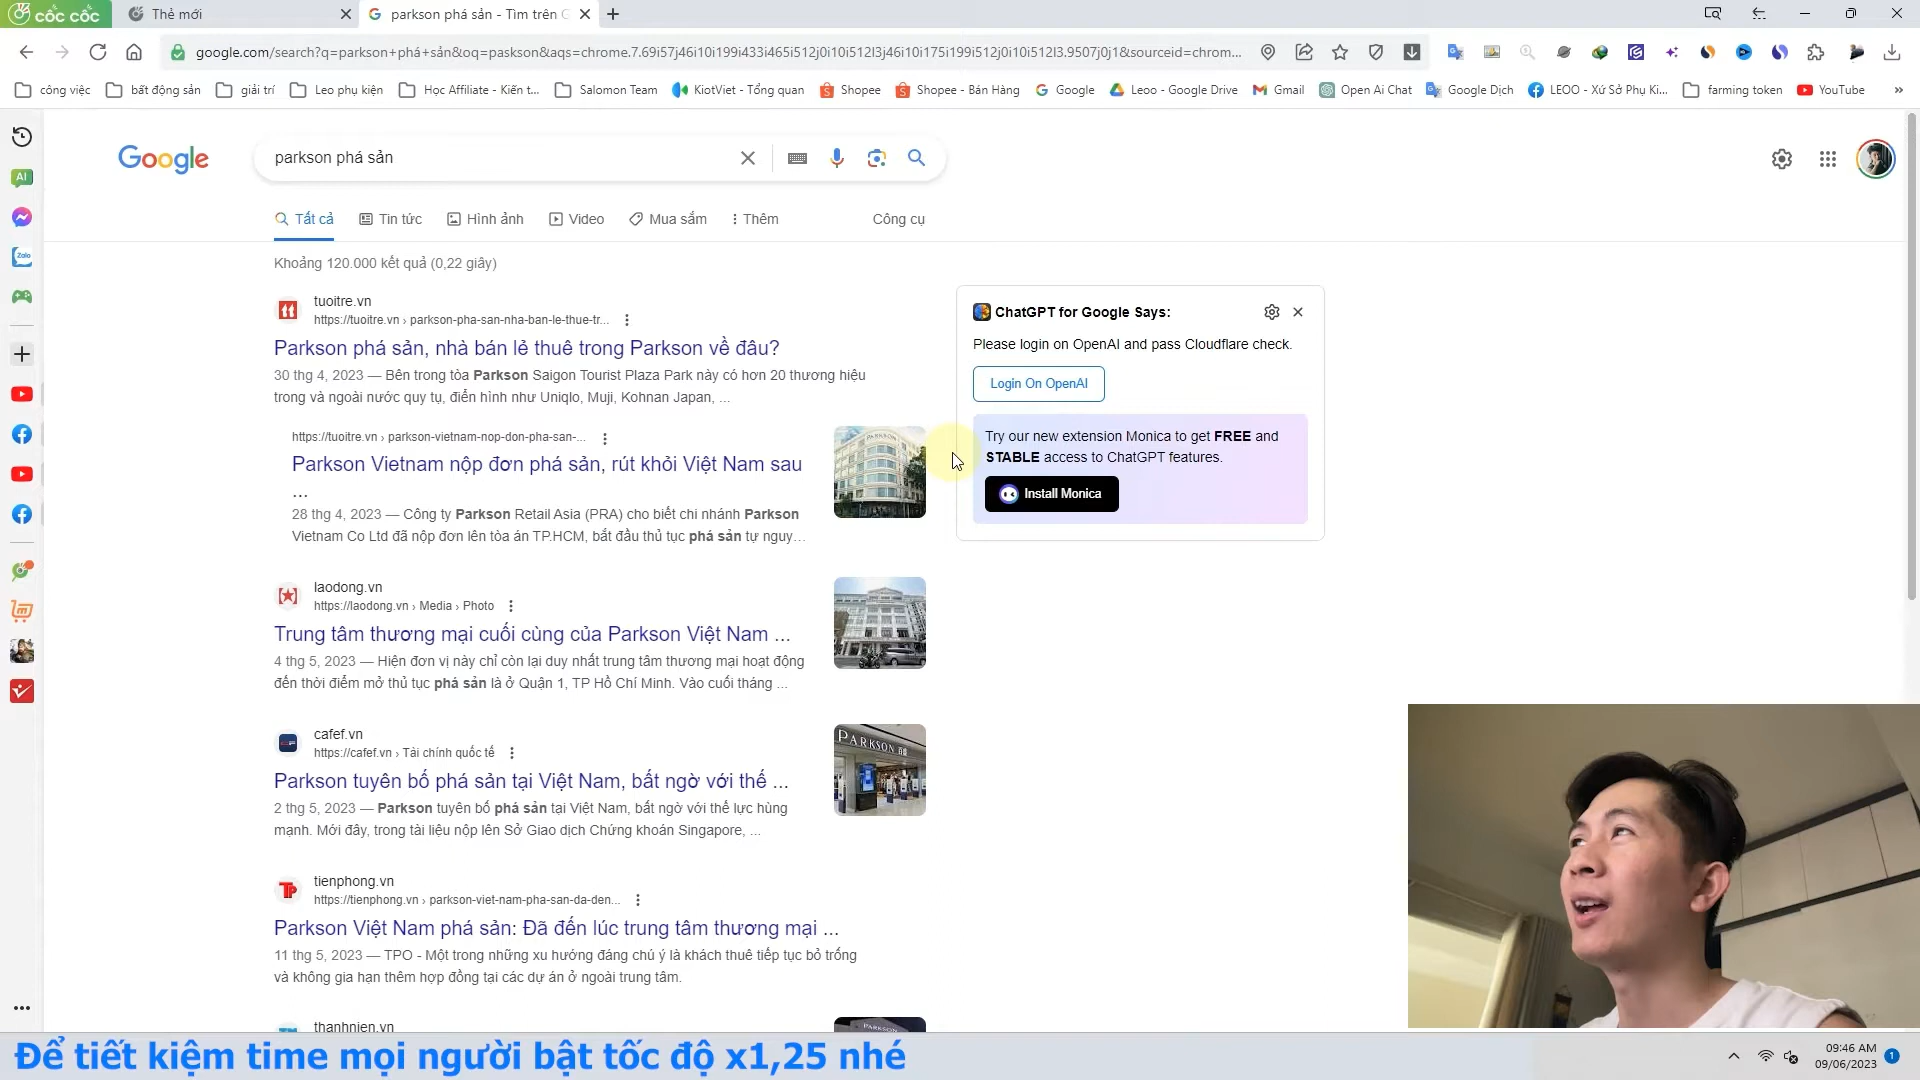 cốc cốc
Thẻ mới
parkson phá sản - Tìm trên G
google.com/search?q=parkson+phá+sản&oq=paskson&aqs=chrome.7.69i57j46i10i199i433i465i512j0i10i512l3j46i10i175i199i512j0i10i512l3.9507j0j1&sourceid=chrom...
công việc
bất động sản
giải trí
Leo phụ kiện
Học Affiliate - Kiến t...
Salomon Team
KiotViet - Tổng quan
Shopee
Shopee - Bán Hàng
Google
Leoo - Google Drive
Gmail
Open Ai Chat
Google Dịch
LEOO - Xứ Sở Phụ Ki...
farming token
YouTube
»
AI
Zalo
Google
parkson phá sản
Tất cả
Tin tức
Hình ảnh
Video
Mua sắm
Thêm
Công cụ
Khoảng 120.000 kết quả (0,22 giây)
tuoitre.vn
https://tuoitre.vn › parkson-pha-san-nha-ban-le-thue-tr...
Parkson phá sản, nhà bán lẻ thuê trong Parkson về đâu?
30 thg 4, 2023 — Bên trong tòa Parkson Saigon Tourist Plaza Park này có hơn 20 thương hiệu
trong và ngoài nước quy tụ, điển hình như Uniqlo, Muji, Kohnan Japan, ...
https://tuoitre.vn › parkson-vietnam-nop-don-pha-san-...
Parkson Vietnam nộp đơn phá sản, rút khỏi Việt Nam sau
...
28 thg 4, 2023 — Công ty Parkson Retail Asia (PRA) cho biết chi nhánh Parkson
Vietnam Co Ltd đã nộp đơn lên tòa án TP.HCM, bắt đầu thủ tục phá sản tự nguy...
laodong.vn
https://laodong.vn › Media › Photo
Trung tâm thương mại cuối cùng của Parkson Việt Nam ...
4 thg 5, 2023 — Hiện đơn vị này chỉ còn lại duy nhất trung tâm thương mại hoạt động
đến thời điểm mở thủ tục phá sản là ở Quận 1, TP Hồ Chí Minh. Vào cuối tháng ...
cafef.vn
https://cafef.vn › Tài chính quốc tế
Parkson tuyên bố phá sản tại Việt Nam, bất ngờ với thế ...
2 thg 5, 2023 — Parkson tuyên bố phá sản tại Việt Nam, bất ngờ với thế lực hùng
mạnh. Mới đây, trong tài liệu nộp lên Sở Giao dịch Chứng khoán Singapore, ...
PARKSON
tienphong.vn
https://tienphong.vn › parkson-viet-nam-pha-san-da-den...
Parkson Việt Nam phá sản: Đã đến lúc trung tâm thương mại ...
11 thg 5, 2023 — TPO - Một trong những xu hướng đáng chú ý là khách thuê tiếp tục bỏ trống
và không gia hạn thêm hợp đồng tại các dự án ở ngoài trung tâm.
thanhnien.vn
ChatGPT for Google Says:
Please login on OpenAI and pass Cloudflare check.
Login On OpenAI
Try our new extension Monica to get FREE and
STABLE access to ChatGPT features.
Install Monica
Để tiết kiệm time mọi người bật tốc độ x1,25 nhé
09:46 AM
09/06/2023
1